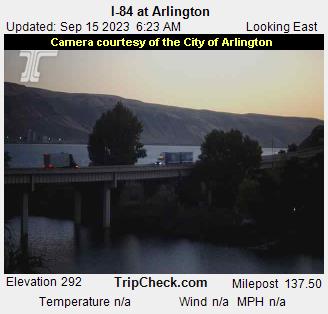 I-84 at Arlington
Updated: Sep 15 2023 6:23 AM Looking East
Camera courtesy of the City of Arlington
Elevation 292 TripCheck.com Milepost 137.50
Temperature n/a Wind n/a MPH n/a